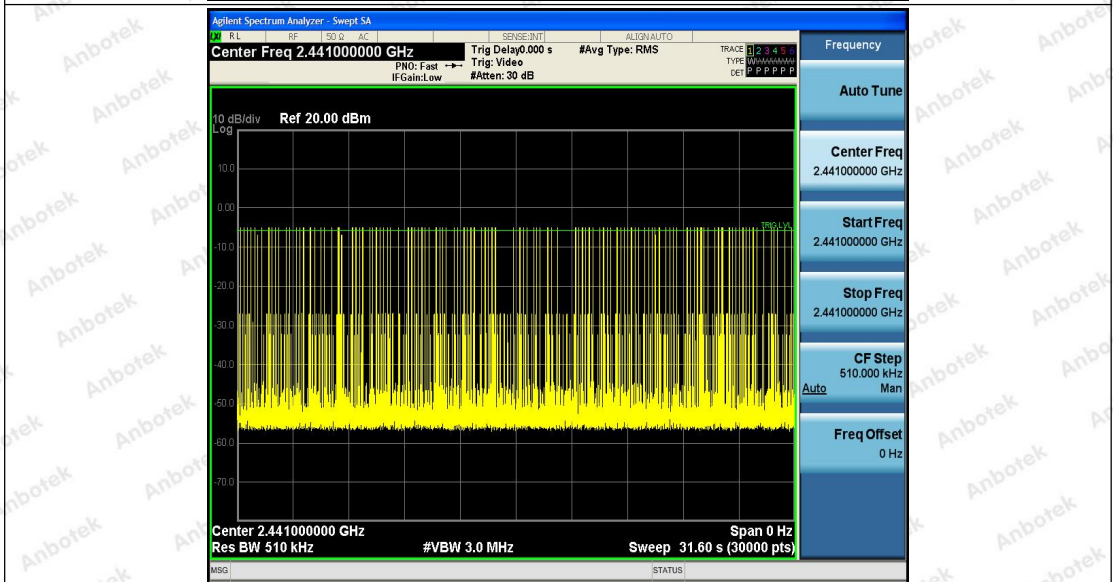 Agilent Spectrum Analyzer - Swept SA
LXI RL RF 50 Ω AC SENSE:INT ALIGN AUTO
Center Freq 2.441000000 GHz
PNO: Fast
IFGain:Low
Trig Delay0.000 s
Trig: Video
#Atten: 30 dB
#Avg Type: RMS
TRACE 1 2 3 4 5 6
TYPE
DET P P P P P P
10 dB/div Ref 20.00 dBm
Log
10.0
0.00
TRIG LVL
-10.0
-20.0
-30.0
-40.0
-50.0
-60.0
-70.0
Center 2.441000000 GHz Span 0 Hz
Res BW 510 kHz #VBW 3.0 MHz Sweep 31.60 s (30000 pts)
MSG STATUS
Frequency
Auto Tune
Center Freq
2.441000000 GHz
Start Freq
2.441000000 GHz
Stop Freq
2.441000000 GHz
CF Step
510.000 kHz
Auto Man
Freq Offset
0 Hz
Anbotek